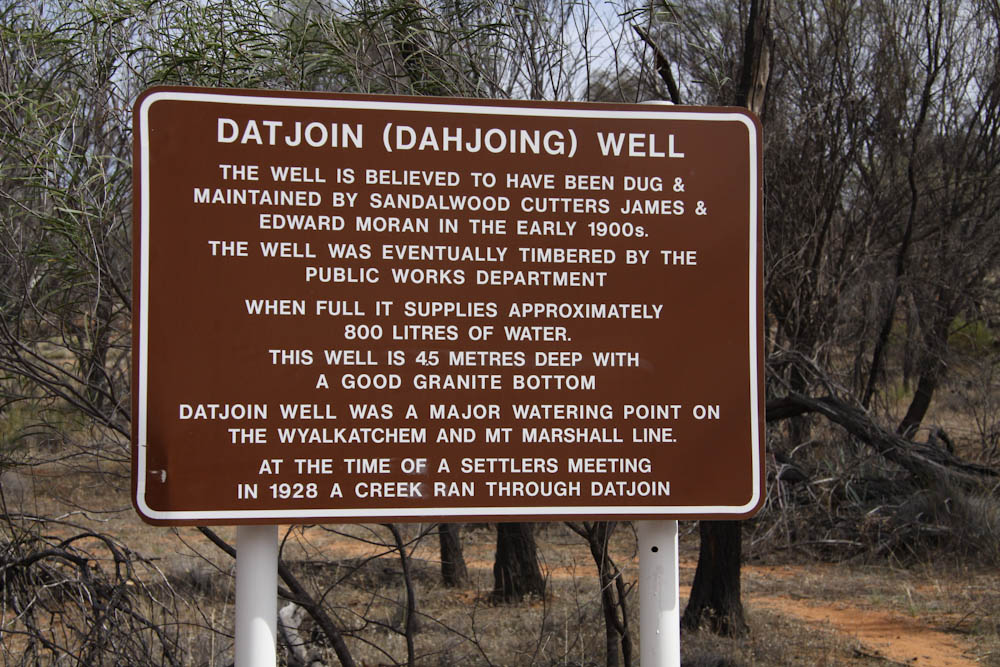 DATJOIN (DAHJOING) WELL
THE WELL IS BELIEVED TO HAVE BEEN DUG &
MAINTAINED BY SANDALWOOD CUTTERS JAMES &
EDWARD MORAN IN THE EARLY 1900s.
THE WELL WAS EVENTUALLY TIMBERED BY THE
PUBLIC WORKS DEPARTMENT
WHEN FULL IT SUPPLIES APPROXIMATELY
800 LITRES OF WATER.
THIS WELL IS 4.5 METRES DEEP WITH
A GOOD GRANITE BOTTOM
DATJOIN WELL WAS A MAJOR WATERING POINT ON
THE WYALKATCHEM AND MT MARSHALL LINE.
AT THE TIME OF A SETTLERS MEETING
IN 1928 A CREEK RAN THROUGH DATJOIN